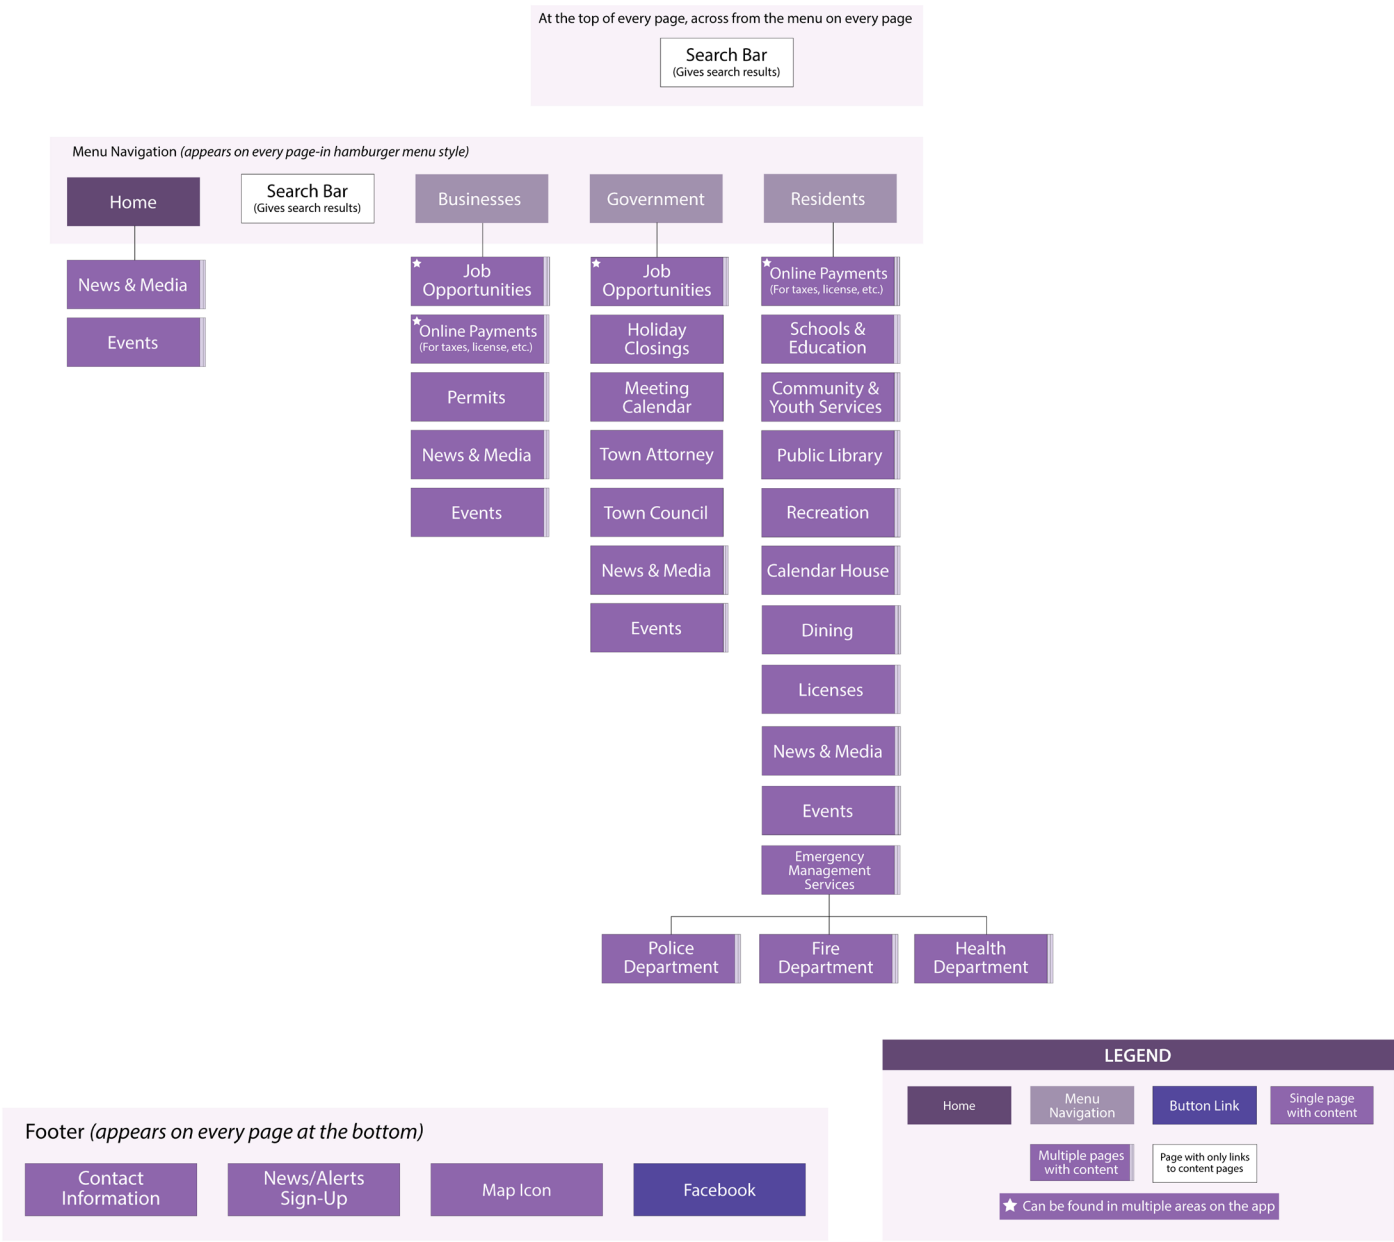 At the top of every page, across from the menu on every page
Search Bar
(Gives search results)
Menu Navigation (appears on every page-in hamburger menu style)
Home
Search Bar
(Gives search results)
Businesses
Government
Residents
News & Media
Events
Job
Opportunities
Online Payments
(For taxes, license, etc.)
Permits
News & Media
Events
Job
Opportunities
Holiday
Closings
Meeting
Calendar
Town Attorney
Town Council
News & Media
Events
Online Payments
(For taxes, license, etc.)
Schools &
Education
Community &
Youth Services
Public Library
Recreation
Calendar House
Dining
Licenses
News & Media
Events
Emergency
Management
Services
Police
Department
Fire
Department
Health
Department
LEGEND
Home
Menu
Navigation
Button Link
Single page
with content
Multiple pages
with content
Page with only links
to content pages
Can be found in multiple areas on the app
Footer (appears on every page at the bottom)
Contact
Information
News/Alerts
Sign-Up
Map Icon
Facebook